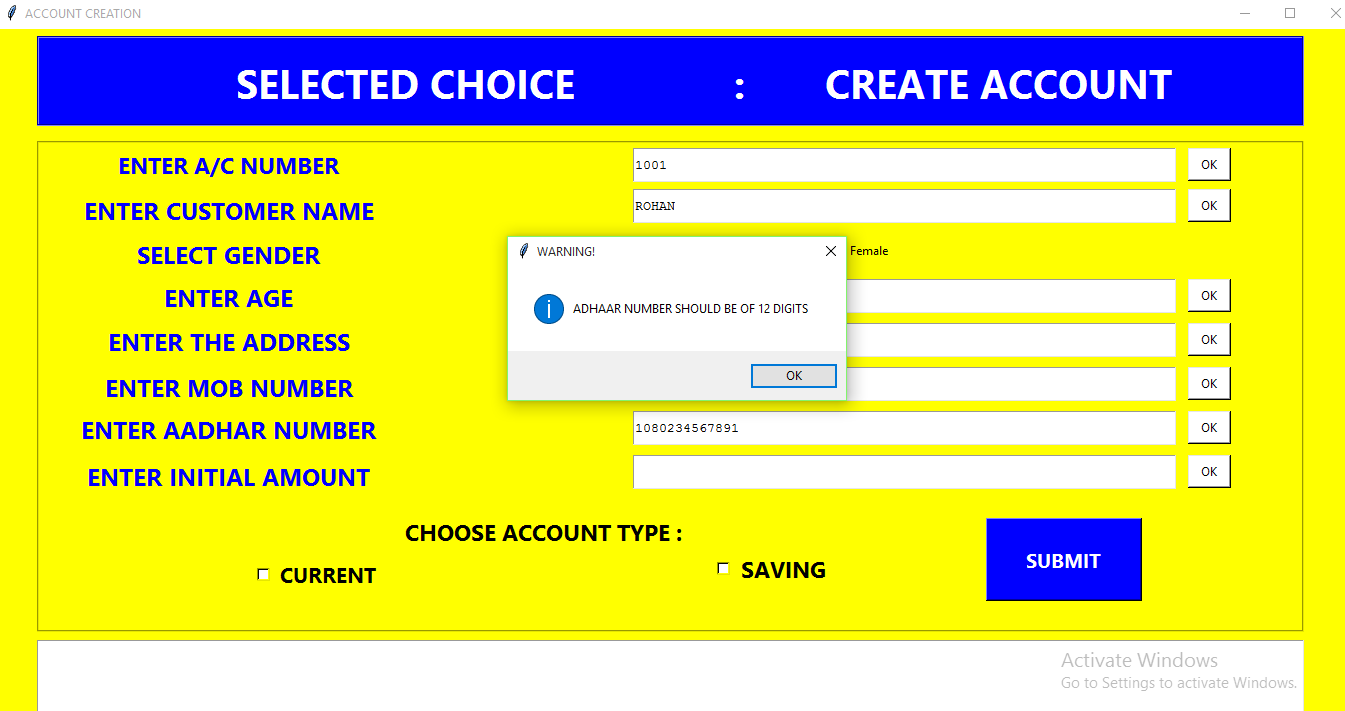 ACCOUNT CREATION
SELECTED CHOICE : CREATE ACCOUNT
ENTER A/C NUMBER 1001 OK
ENTER CUSTOMER NAME ROHAN OK
SELECT GENDER Female
ENTER AGE OK
ENTER THE ADDRESS OK
ENTER MOB NUMBER OK
ENTER AADHAR NUMBER 1080234567891 OK
ENTER INITIAL AMOUNT OK
WARNING!
ADHAAR NUMBER SHOULD BE OF 12 DIGITS
OK
CHOOSE ACCOUNT TYPE :
CURRENT
SAVING
SUBMIT
Activate Windows
Go to Settings to activate Windows.